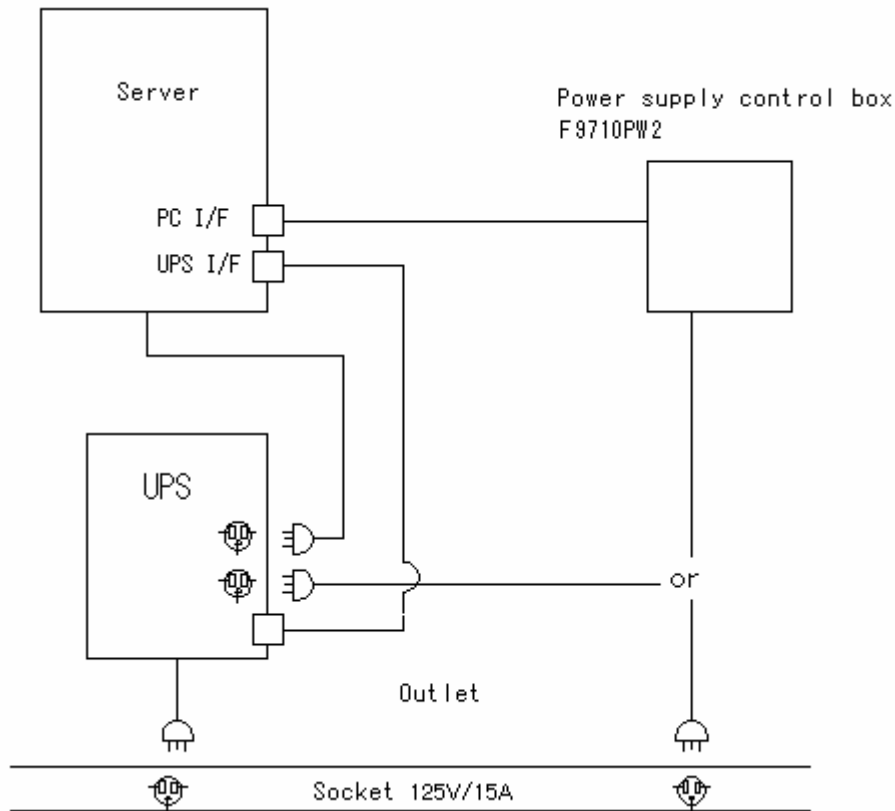 Server
Power supply control box
F9710PW2
PC I/F
UPS I/F
UPS
or
Outlet
Socket 125V/15A